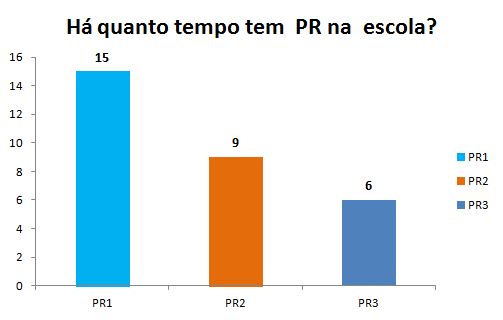 Há quanto tempo tem PR na escola?
16
14
12
10
8
6
4
2
0
15
9
6
PR1
PR2
PR3
PR1
PR2
PR3